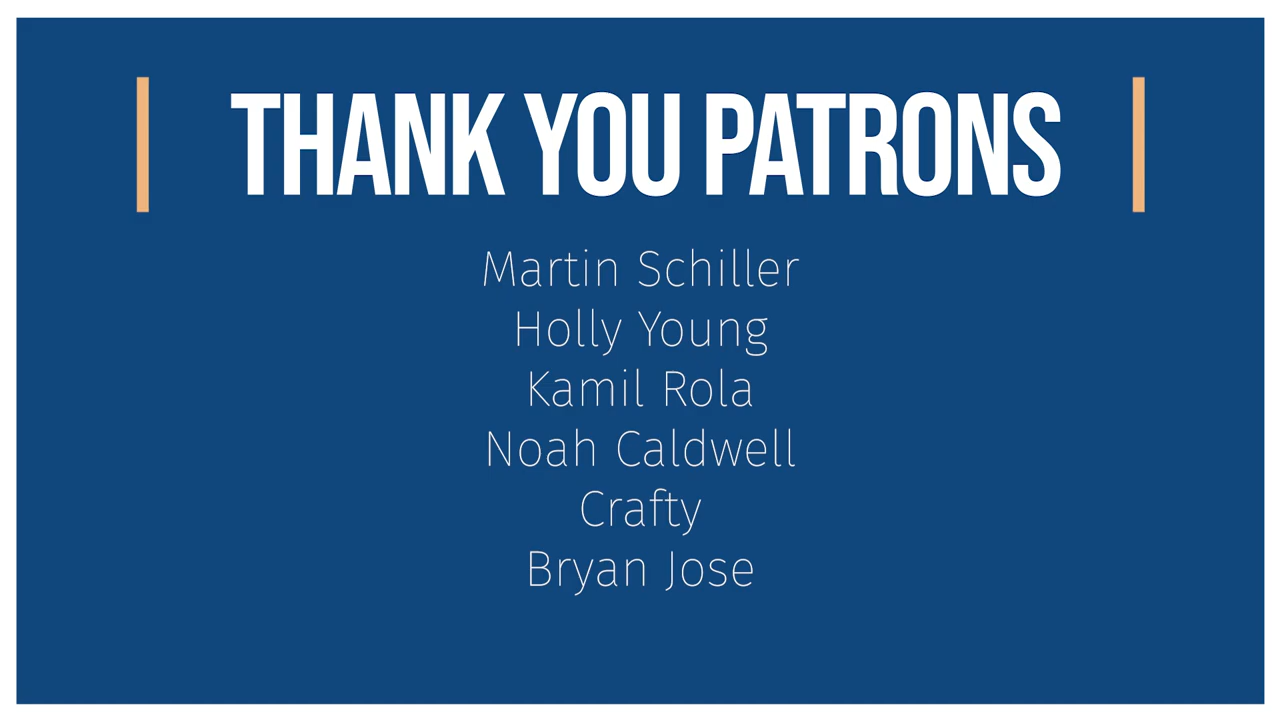 THANK YOU PATRONS
Martin Schiller
Holly Young
Kamil Rola
Noah Caldwell
Crafty
Bryan Jose